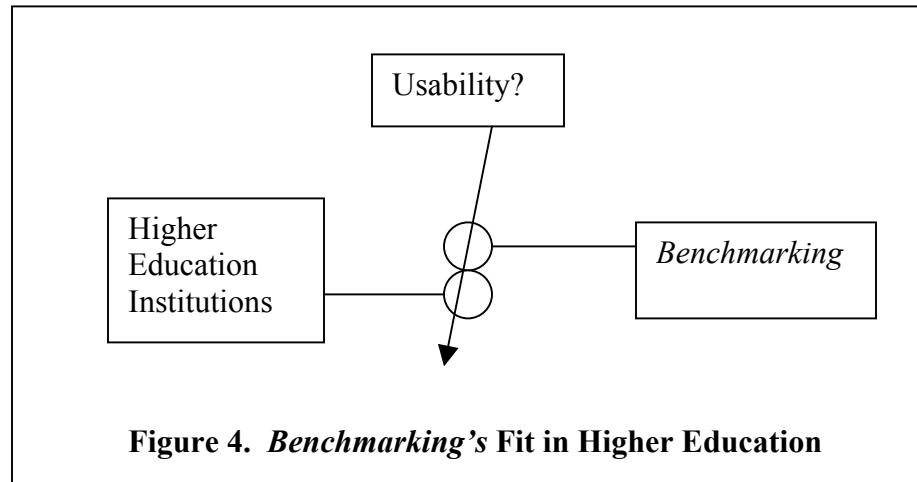 Usability?
Higher
Education
Institutions
Benchmarking
Figure 4. Benchmarking's Fit in Higher Education